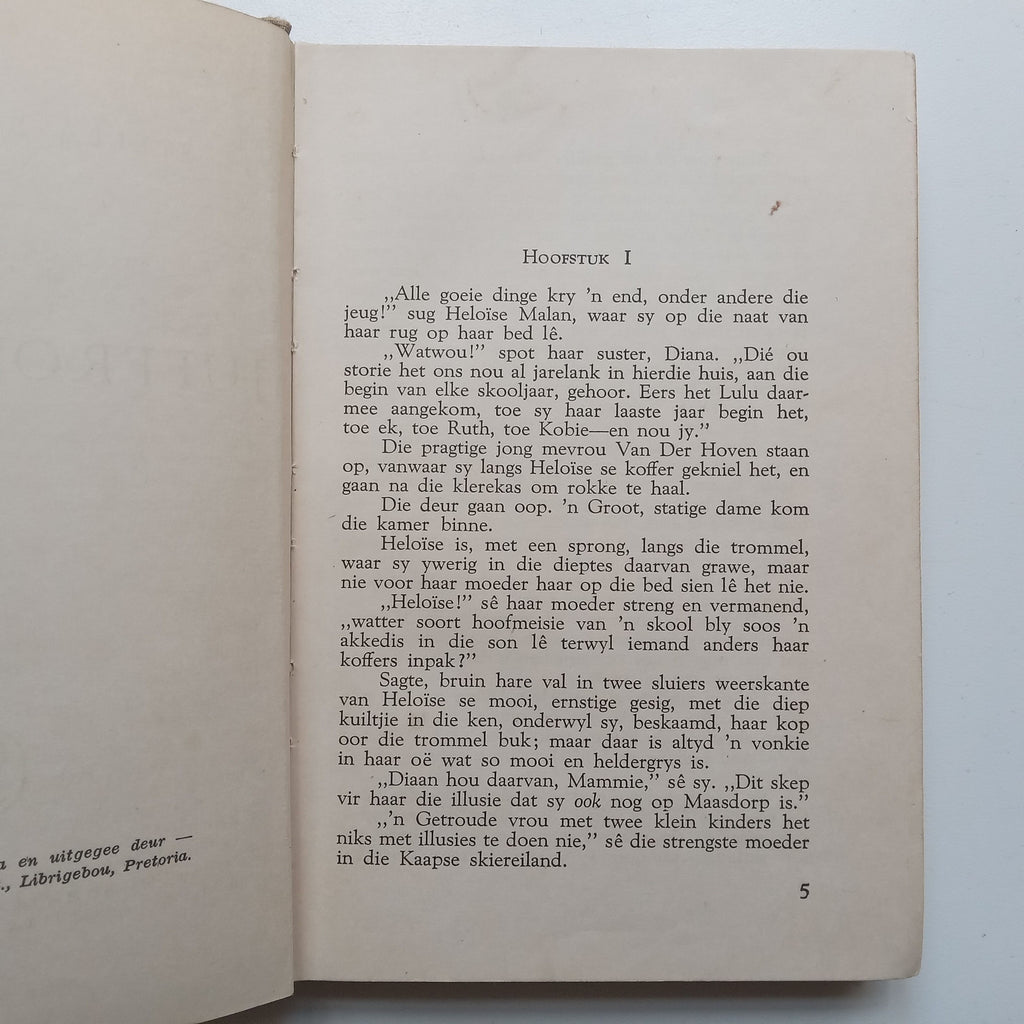 en uitgegee deur —
Librigebou, Pretoria.
HOOFSTUK I
,,Alle goeie dinge kry 'n end, onder andere die
jeug!” sug Heloïse Malan, waar sy op die naat van
haar rug op haar bed lê.
,,Watwou!” spot haar suster, Diana. ,,Dié ou
storie het ons nou al jarelank in hierdie huis, aan die
begin van elke skooljaar, gehoor. Eers het Lulu daar-
mee aangekom, toe sy haar laaste jaar begin het,
toe ek, toe Ruth, toe Kobie—en nou jy.”
Die pragtige jong mevrou Van Der Hoven staan
op, vanwaar sy langs Heloïse se koffer gekniel het, en
gaan na die klerekas om rokke te haal.
Die deur gaan oop. 'n Groot, statige dame kom
die kamer binne.
Heloïse is, met een sprong, langs die trommel,
waar sy ywerig in die dieptes daarvan grawe, maar
nie voor haar moeder haar op die bed sien lê het nie.
,,Heloïse!” sê haar moeder streng en vermanend,
,,watter soort hoofmeisie van 'n skool bly soos 'n
akkedis in die son lê terwyl iemand anders haar
koffers inpak?”
Sagte, bruin hare val in twee sluiers weerskante
van Heloïse se mooi, ernstige gesig, met die diep
kuiltjie in die ken, onderwyl sy, beskaamd, haar kop
oor die trommel buk; maar daar is altyd 'n vonkie
in haar oë wat so mooi en heldergrys is.
,,Diaan hou daarvan, Mammie,” sê sy. ,,Dit skep
vir haar die illusie dat sy ook nog op Maasdorp is.”
,,'n Getroude vrou met twee klein kinders het
niks met illusies te doen nie,” sê die strengste moeder
in die Kaapse skiereiland.
5